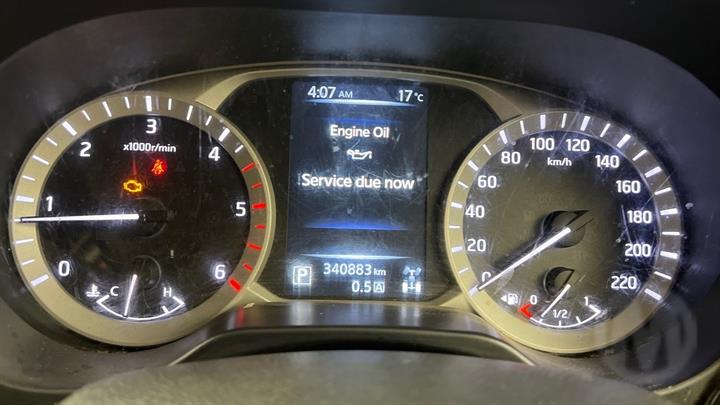 4:07 AM 17°C
Engine Oil
Service due now
P 340883 km
0.5 A
x1000r/min
0 1 2 3 4 5 6
C H
km/h
0 20 40 60 80 100 120 140 160 180 200 220
0 1/2 1
M